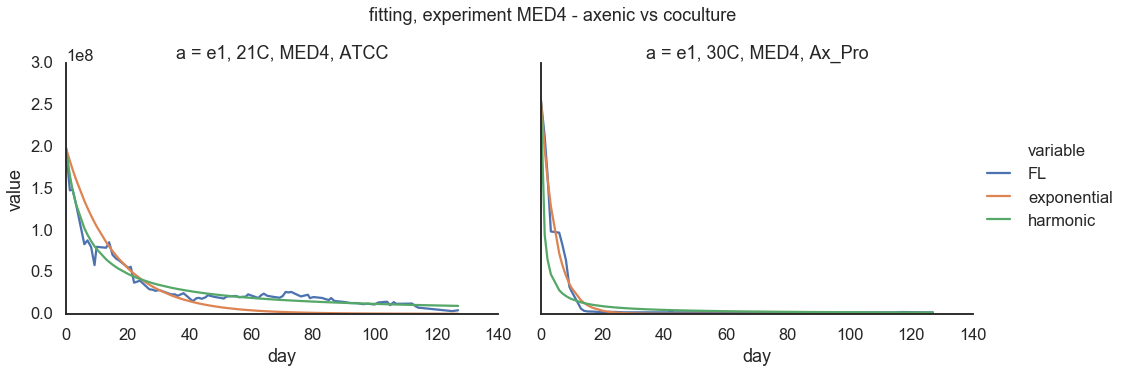 fitting, experiment MED4 - axenic vs coculture
a = e1, 21C, MED4, ATCC
a = e1, 30C, MED4, Ax_Pro
1e8
3.0
2.5
2.0
1.5
1.0
0.5
0.0
value
0 20 40 60 80 100 120 140
day
0 20 40 60 80 100 120 140
day
variable
FL
exponential
harmonic